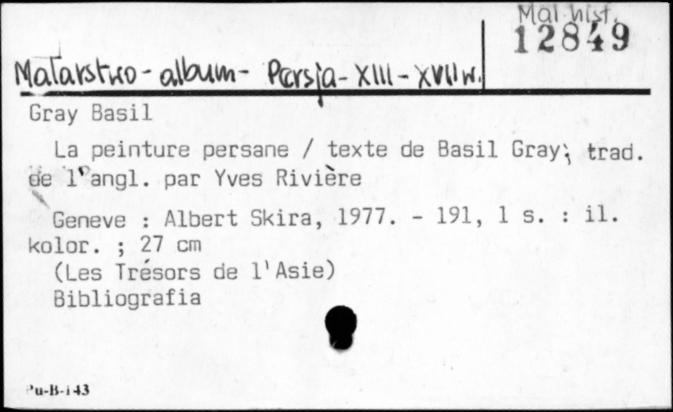 Mal. hist.
12849
Malarstwo - album - Persja - XIII - XVII w.
Gray Basil
La peinture persane / texte de Basil Gray; trad.
de l'angl. par Yves Rivière
Geneve : Albert Skira, 1977. - 191, 1 s. : il.
kolor. ; 27 cm
(Les Trésors de l'Asie)
Bibliografia
Pu-B-143